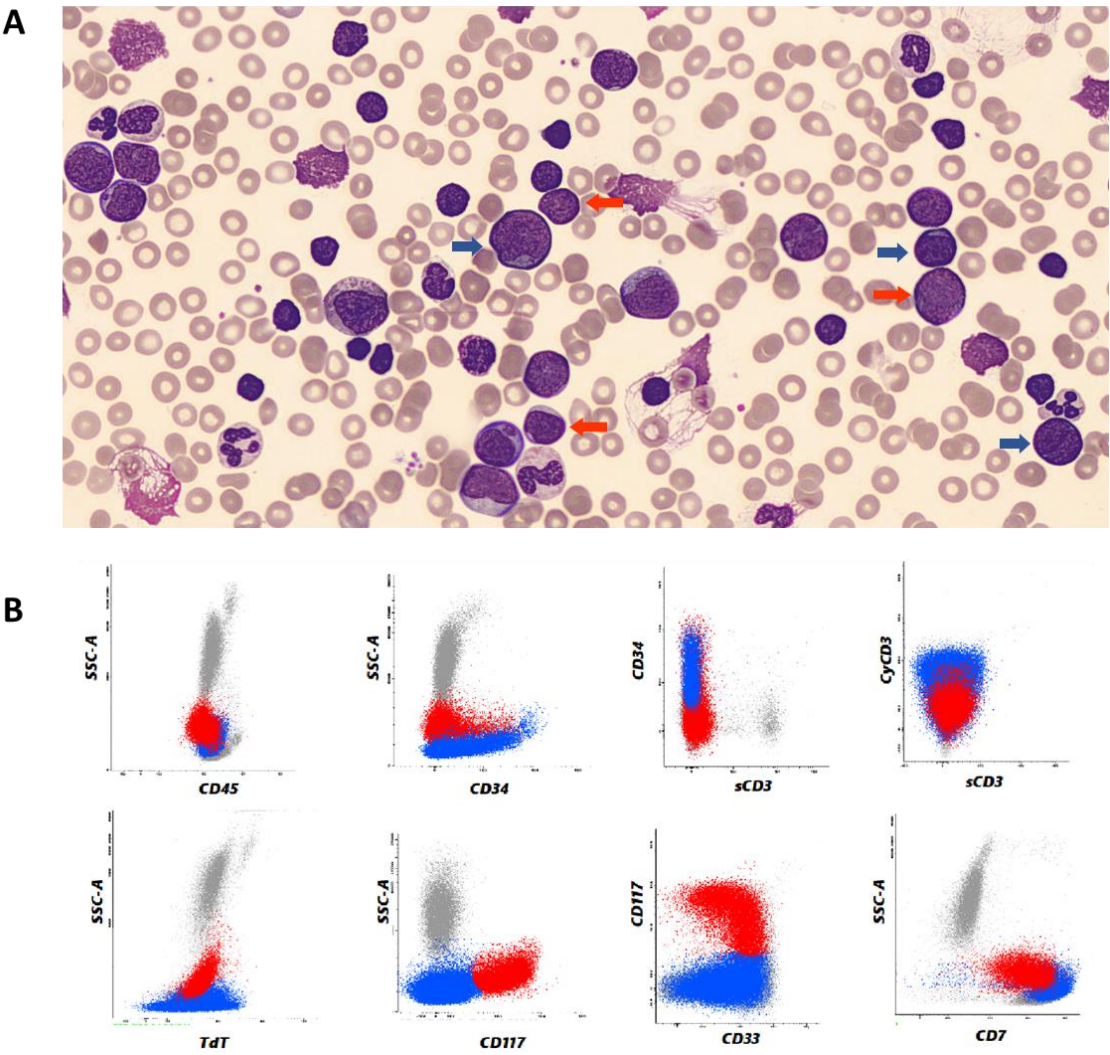 A
B
SSC-A
CD45
SSC-A
CD34
CD34
sCD3
CyCD3
sCD3
SSC-A
TdT
SSC-A
CD117
CD117
CD33
SSC-A
CD7